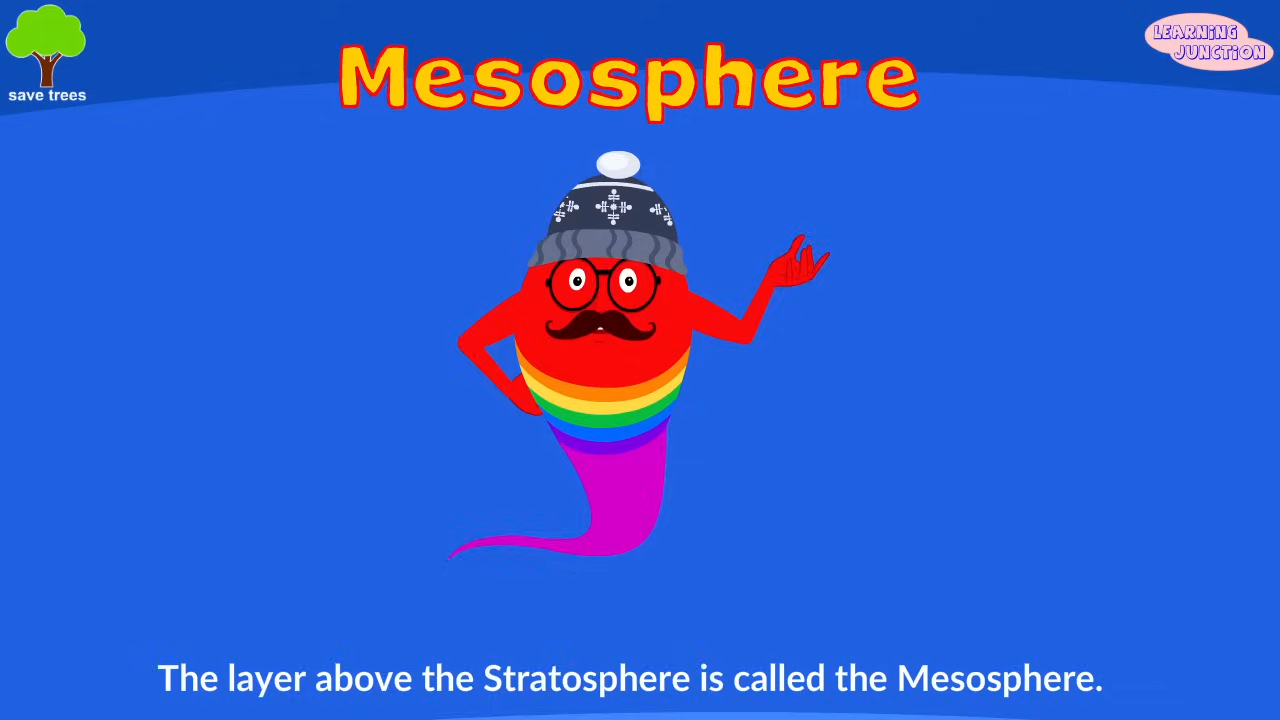 Mesosphere
save trees
LEARNING
JUNCTION
The layer above the Stratosphere is called the Mesosphere.